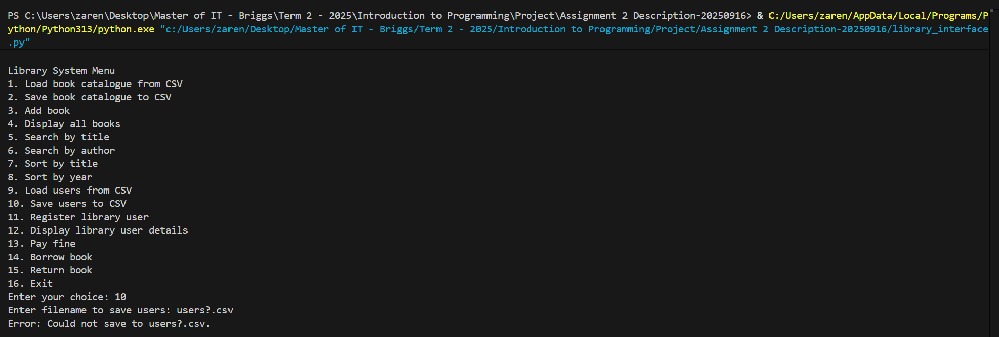 PS C:\Users\zaren\Desktop\Master of IT - Briggs\Term 2 - 2025\Introduction to Programming\Project\Assignment 2 Description-20250916> & C:/Users/zaren/AppData/Local/Programs/P
ython/Python313/python.exe "c:/Users/zaren/Desktop/Master of IT - Briggs/Term 2 - 2025/Introduction to Programming/Project/Assignment 2 Description-20250916/library_interface
.py"
Library System Menu
1. Load book catalogue from CSV
2. Save book catalogue to CSV
3. Add book
4. Display all books
5. Search by title
6. Search by author
7. Sort by title
8. Sort by year
9. Load users from CSV
10. Save users to CSV
11. Register library user
12. Display library user details
13. Pay fine
14. Borrow book
15. Return book
16. Exit
Enter your choice: 10
Enter filename to save users: users?.csv
Error: Could not save to users?.csv.